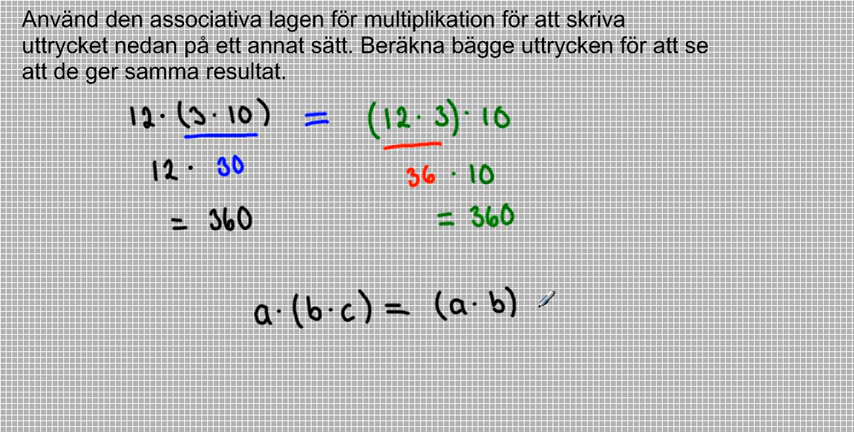 Använd den associativa lagen för multiplikation för att skriva
uttrycket nedan på ett annat sätt. Beräkna bägge uttrycken för att se
att de ger samma resultat.
12 · (3 · 10) = (12 · 3) · 10
12 · 30 36 · 10
= 360 = 360
a · (b · c) = (a · b)